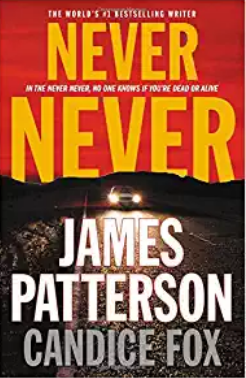 THE WORLD'S #1 BESTSELLING WRITER
NEVER
IN THE NEVER NEVER, NO ONE KNOWS IF YOU'RE DEAD OR ALIVE
NEVER
JAMES
PATTERSON
CANDICE FOX